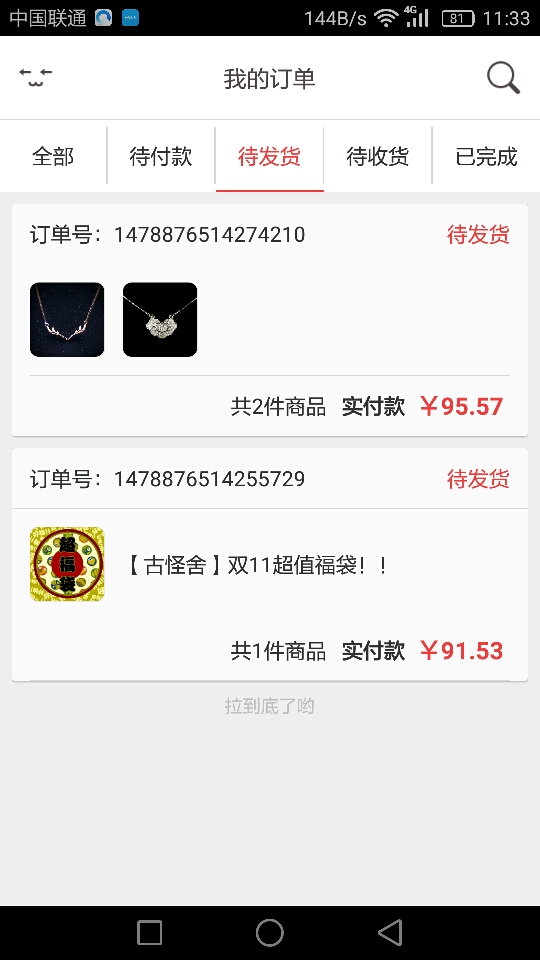 中国联通 144B/s 4G 81 11:33
我的订单
全部 待付款 待发货 待收货 已完成
订单号：1478876514274210 待发货
共2件商品 实付款 ￥95.57
订单号：1478876514255729 待发货
超
福
袋
【古怪舍】双11超值福袋！！
共1件商品 实付款 ￥91.53
拉到底了哟